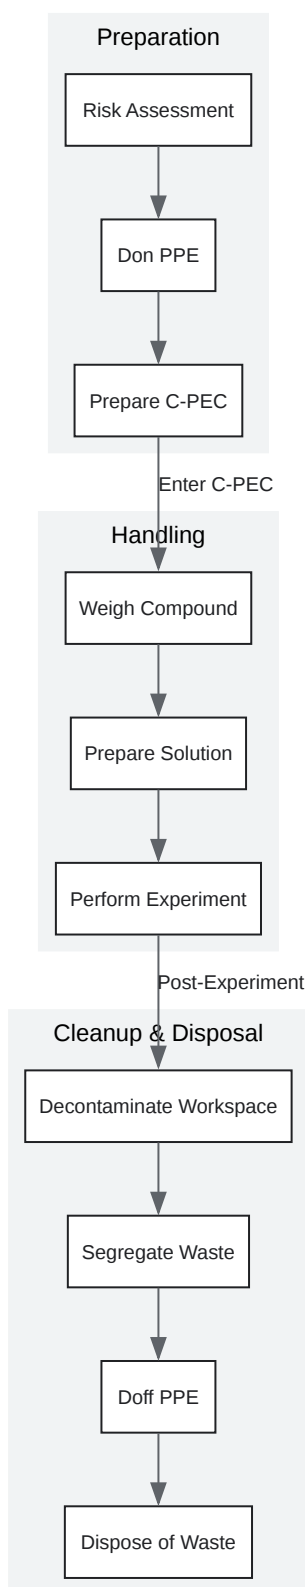 Preparation
Risk Assessment
Don PPE
Prepare C-PEC
Enter C-PEC
Handling
Weigh Compound
Prepare Solution
Perform Experiment
Post-Experiment
Cleanup & Disposal
Decontaminate Workspace
Segregate Waste
Doff PPE
Dispose of Waste